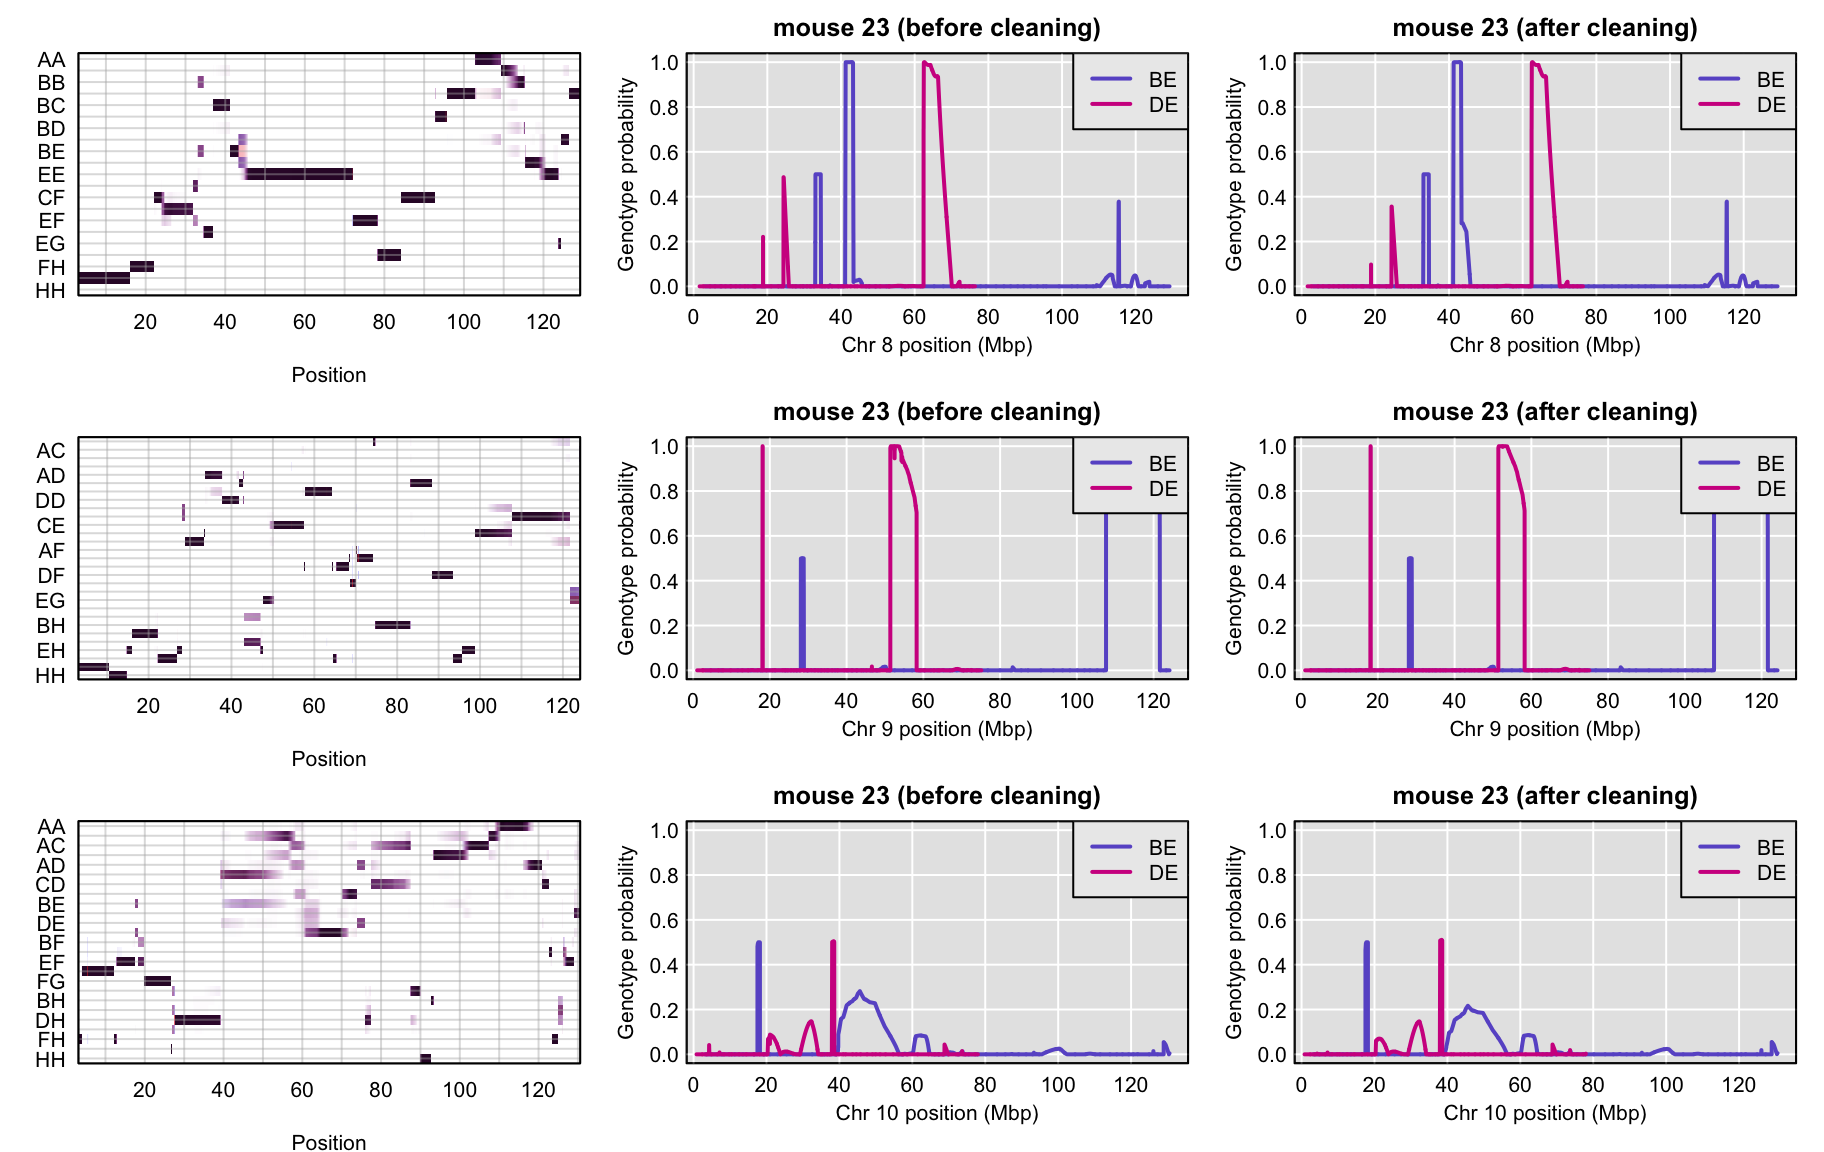 mouse 23 (before cleaning)
mouse 23 (after cleaning)
AA
BB
BC
BD
BE
EE
CF
EF
EG
FH
HH
20 40 60 80 100 120
Position
Genotype probability
1.0
0.8
0.6
0.4
0.2
0.0
BE
DE
0 20 40 60 80 100 120
Chr 8 position (Mbp)
Genotype probability
1.0
0.8
0.6
0.4
0.2
0.0
BE
DE
0 20 40 60 80 100 120
Chr 8 position (Mbp)
mouse 23 (before cleaning)
mouse 23 (after cleaning)
AC
AD
DD
CE
AF
DF
EG
BH
EH
HH
20 40 60 80 100 120
Position
Genotype probability
1.0
0.8
0.6
0.4
0.2
0.0
BE
DE
0 20 40 60 80 100 120
Chr 9 position (Mbp)
Genotype probability
1.0
0.8
0.6
0.4
0.2
0.0
BE
DE
0 20 40 60 80 100 120
Chr 9 position (Mbp)
mouse 23 (before cleaning)
mouse 23 (after cleaning)
AA
AC
AD
CD
BE
DE
BF
EF
FG
BH
DH
FH
HH
20 40 60 80 100 120
Position
Genotype probability
1.0
0.8
0.6
0.4
0.2
0.0
BE
DE
0 20 40 60 80 100 120
Chr 10 position (Mbp)
Genotype probability
1.0
0.8
0.6
0.4
0.2
0.0
BE
DE
0 20 40 60 80 100 120
Chr 10 position (Mbp)